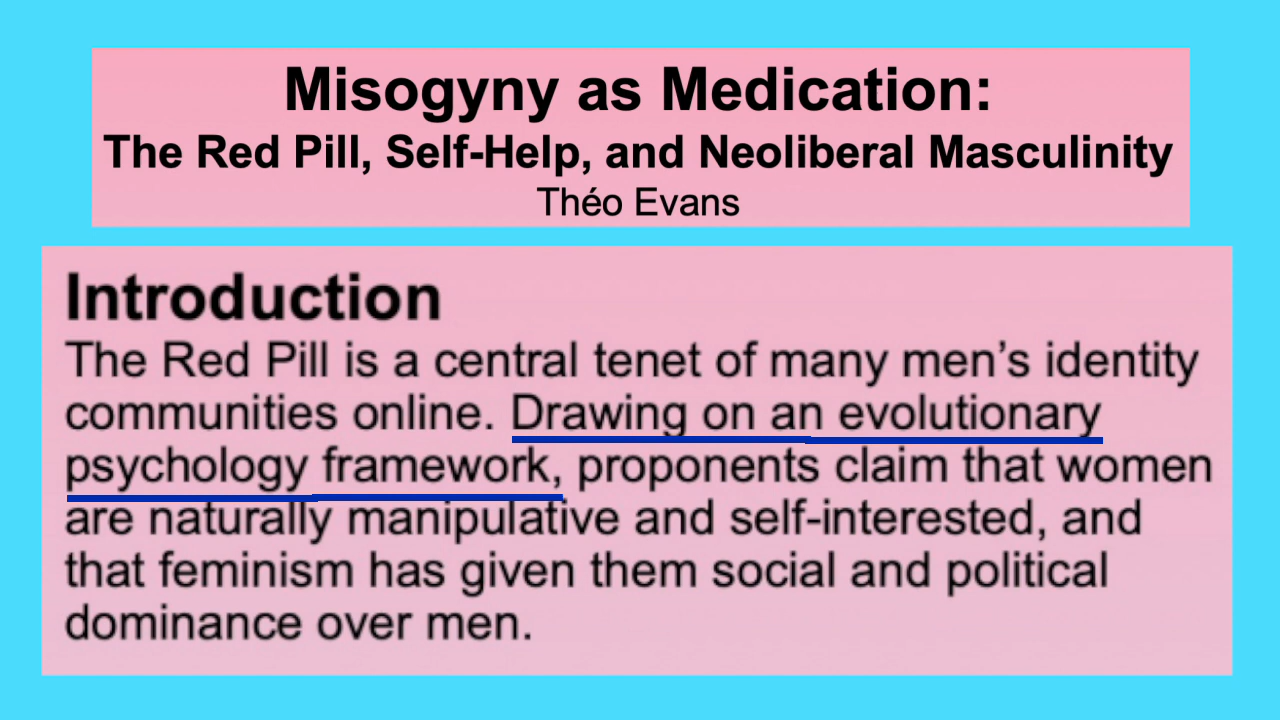 Misogyny as Medication:
The Red Pill, Self-Help, and Neoliberal Masculinity
Théo Evans
Introduction
The Red Pill is a central tenet of many men’s identity
communities online. Drawing on an evolutionary
psychology framework, proponents claim that women
are naturally manipulative and self-interested, and
that feminism has given them social and political
dominance over men.